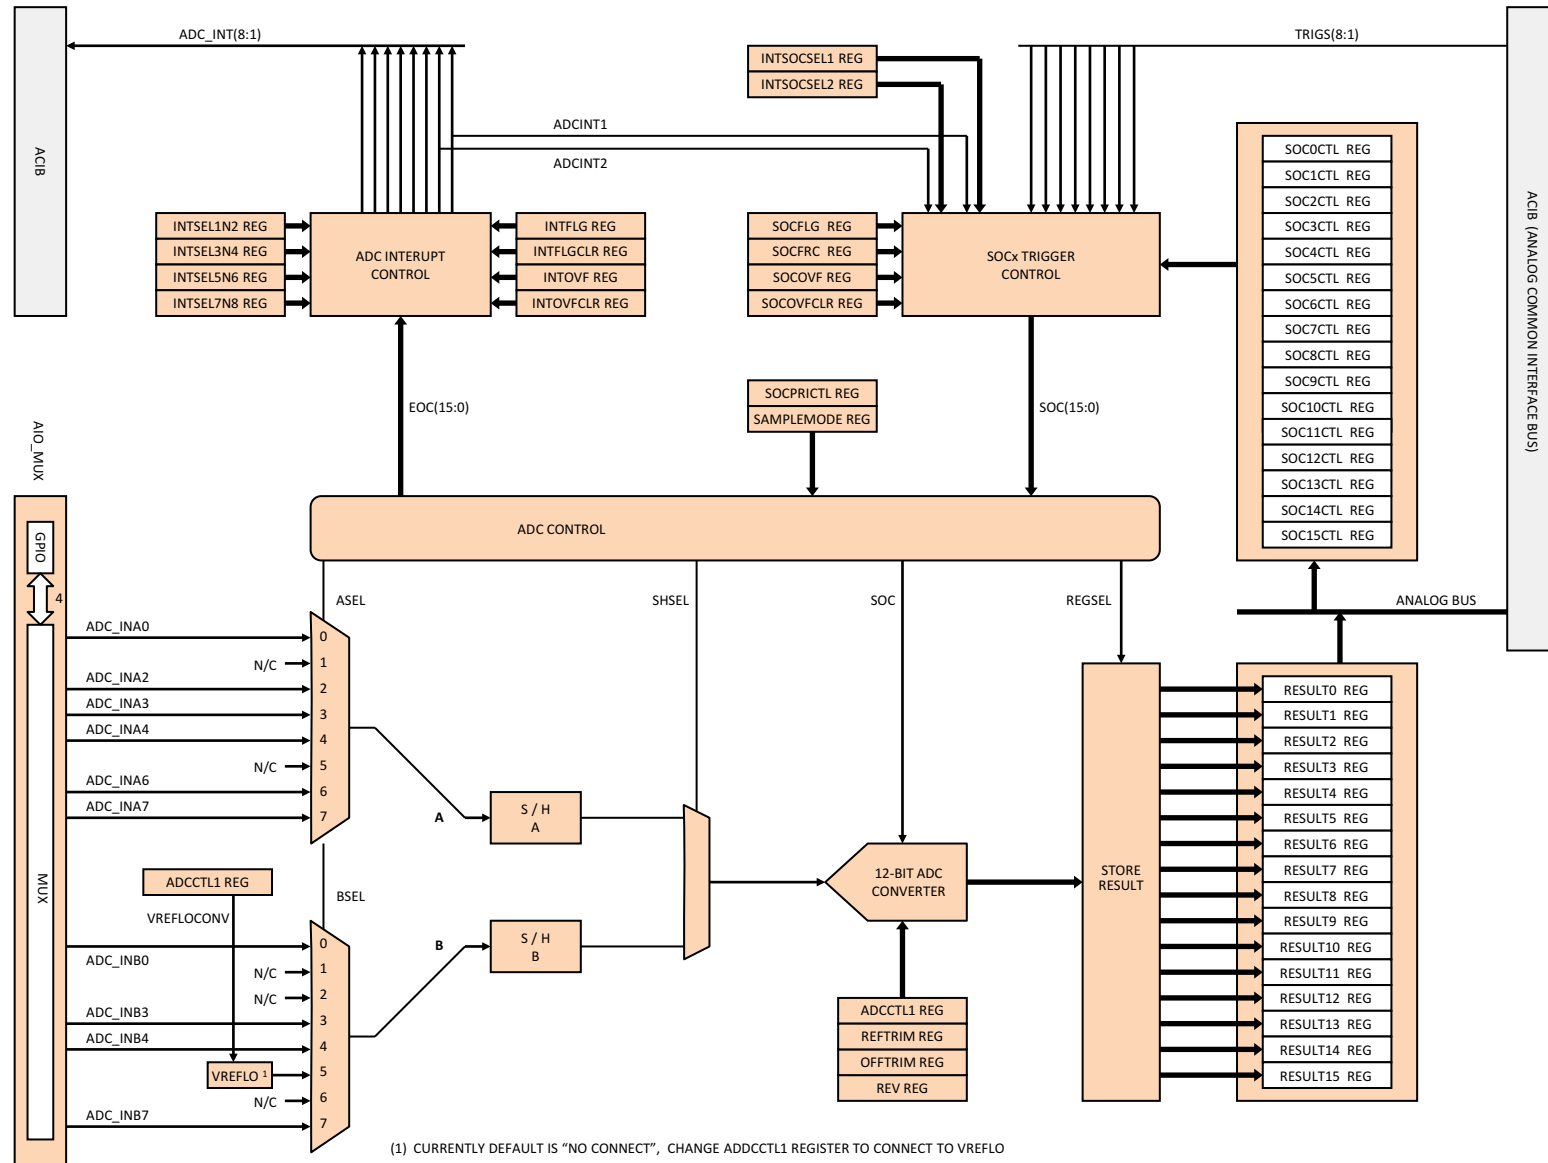 ADC_INT(8:1)
TRIGS(8:1)
INTSOCSEL1 REG
INTSOCSEL2 REG
ACIB
ADCINT1
ADCINT2
ACIB (ANALOG COMMON INTERFACE BUS)
SOC0CTL REG
SOC1CTL REG
SOC2CTL REG
SOC3CTL REG
SOC4CTL REG
SOC5CTL REG
SOC6CTL REG
SOC7CTL REG
SOC8CTL REG
SOC9CTL REG
SOC10CTL REG
SOC11CTL REG
SOC12CTL REG
SOC13CTL REG
SOC14CTL REG
SOC15CTL REG
INTSEL1N2 REG
INTSEL3N4 REG
INTSEL5N6 REG
INTSEL7N8 REG
ADC INTERUPT
CONTROL
INTFLG REG
INTFLGCLR REG
INTOVF REG
INTOVFCLR REG
SOCFLG REG
SOCFRC REG
SOCOVF REG
SOCOVFCLR REG
SOCx TRIGGER
CONTROL
EOC(15:0)
SOCPRICTL REG
SAMPLEMODE REG
SOC(15:0)
AIO_MUX
GPIO
4
MUX
ADC CONTROL
ASEL
SHSEL
SOC
REGSEL
ANALOG BUS
ADC_INA0
N/C
ADC_INA2
ADC_INA3
ADC_INA4
N/C
ADC_INA6
ADC_INA7
0
1
2
3
4
5
6
7
A
S / H
A
ADCCTL1 REG
VREFLOCONV
BSEL
ADC_INB0
N/C
N/C
ADC_INB3
ADC_INB4
VREFLO 1
N/C
ADC_INB7
0
1
2
3
4
5
6
7
B
S / H
B
12-BIT ADC
CONVERTER
ADCCTL1 REG
REFTRIM REG
OFFTRIM REG
REV REG
STORE
RESULT
RESULT0 REG
RESULT1 REG
RESULT2 REG
RESULT3 REG
RESULT4 REG
RESULT5 REG
RESULT6 REG
RESULT7 REG
RESULT8 REG
RESULT9 REG
RESULT10 REG
RESULT11 REG
RESULT12 REG
RESULT13 REG
RESULT14 REG
RESULT15 REG
(1) CURRENTLY DEFAULT IS “NO CONNECT”, CHANGE ADDCCTL1 REGISTER TO CONNECT TO VREFLO